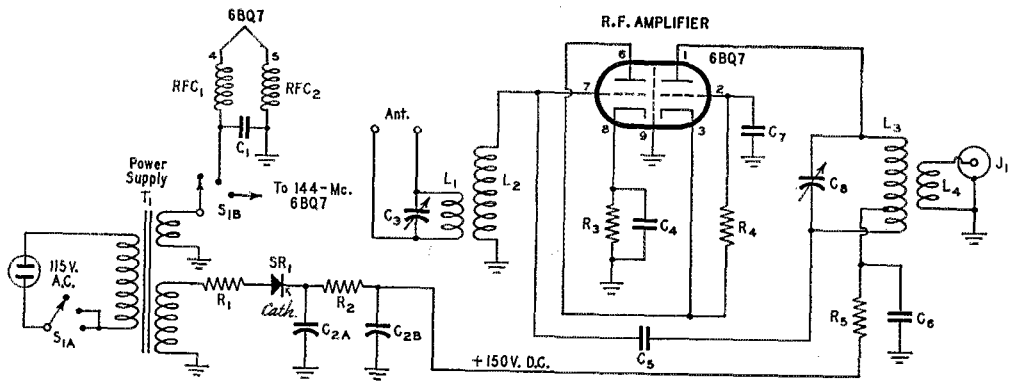 6BQ7
4 5
RFC1 RFC2
C1
Power
Supply
T1
S1B
To 144-Mc.
6BQ7
115 V.
A.C.
S1A
R1
SR1
Cath.
R2
C2A
C2B
+150 V. D.C.
Ant.
C3
L1
L2
R.F. AMPLIFIER
6BQ7
6 1
7 2
8 9 3
R3
C4
R4
C7
C5
C8
L3
L4
J1
R5
C6